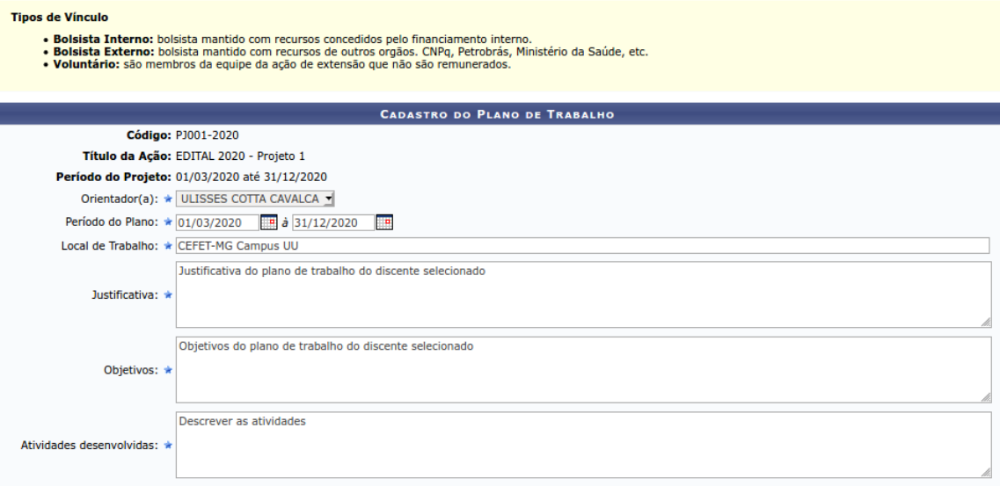 Tipos de Vínculo
• Bolsista Interno: bolsista mantido com recursos concedidos pelo financiamento interno.
• Bolsista Externo: bolsista mantido com recursos de outros orgãos. CNPq, Petrobrás, Ministério da Saúde, etc.
• Voluntário: são membros da equipe da ação de extensão que não são remunerados.
CADASTRO DO PLANO DE TRABALHO
Código: PJ001-2020
Título da Ação: EDITAL 2020 - Projeto 1
Período do Projeto: 01/03/2020 até 31/12/2020
Orientador(a): ULISSES COTTA CAVALCA
Período do Plano: 01/03/2020 à 31/12/2020
Local de Trabalho: CEFET-MG Campus UU
Justificativa: Justificativa do plano de trabalho do discente selecionado
Objetivos: Objetivos do plano de trabalho do discente selecionado
Atividades desenvolvidas: Descrever as atividades